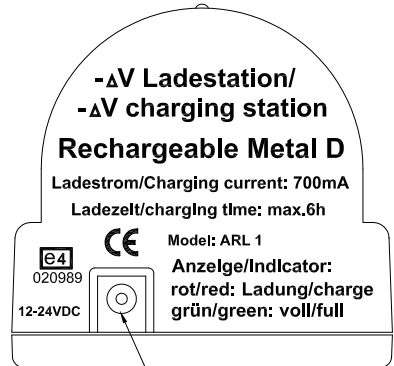 -ΔV Ladestation/
-ΔV charging station
Rechargeable Metal D
Ladestrom/Charging current: 700mA
Ladezeit/charging time: max.6h
CE
Model: ARL 1
e4
020989
Anzeige/Indicator:
rot/red: Ladung/charge
12-24VDC
grün/green: voll/full